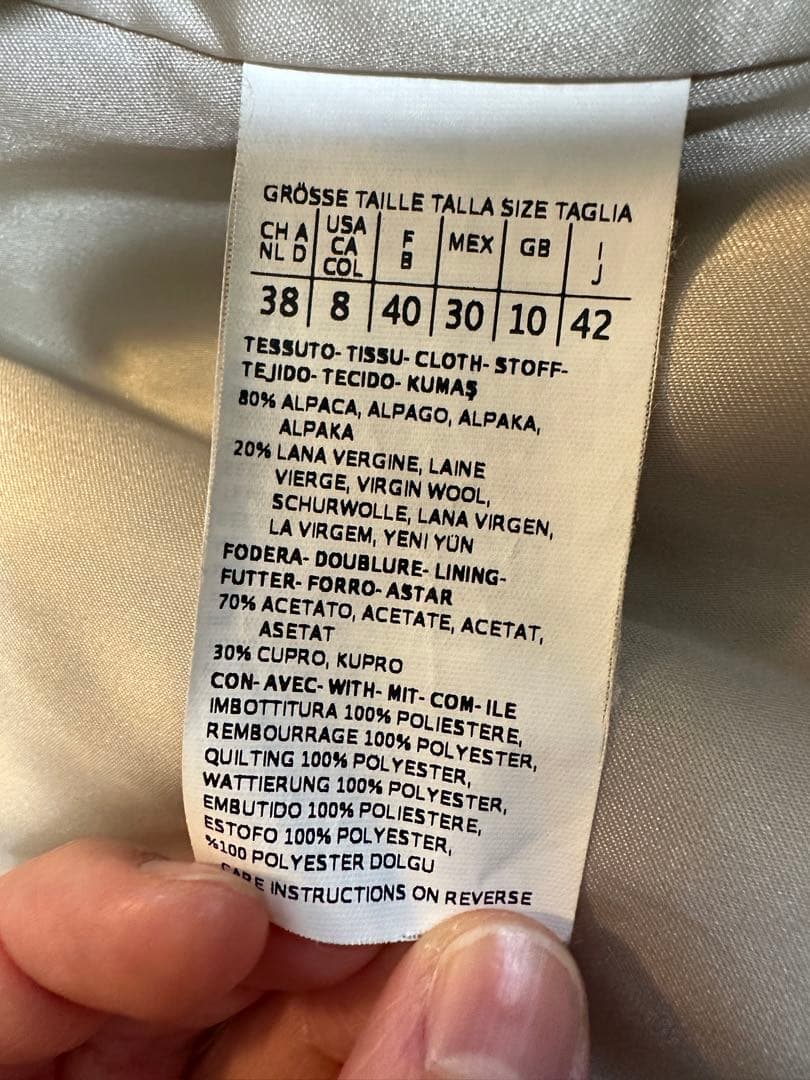 GRÖSSE TAILLE TALLA SIZE TAGLIA
CH A NL D USA CA COL F B MEX GB I J
38 8 40 30 10 42
TESSUTO- TISSU- CLOTH- STOFF-
TEJIDO- TECIDO- KUMAŞ
80% ALPACA, ALPAGO, ALPAKA,
ALPAKA
20% LANA VERGINE, LAINE
VIERGE, VIRGIN WOOL,
SCHURWOLLE, LANA VIRGEN,
LA VIRGEM, YENI YÜN
FODERA- DOUBLURE- LINING-
FUTTER- FORRO- ASTAR
70% ACETATO, ACETATE, ACETAT,
ASETAT
30% CUPRO, KUPRO
CON- AVEC- WITH- MIT- COM- ILE
IMBOTTITURA 100% POLIESTERE,
REMBOURRAGE 100% POLYESTER,
QUILTING 100% POLYESTER,
WATTIERUNG 100% POLYESTER,
EMBUTIDO 100% POLIESTERE,
ESTOFO 100% POLYESTER,
%100 POLYESTER DOLGU
CARE INSTRUCTIONS ON REVERSE